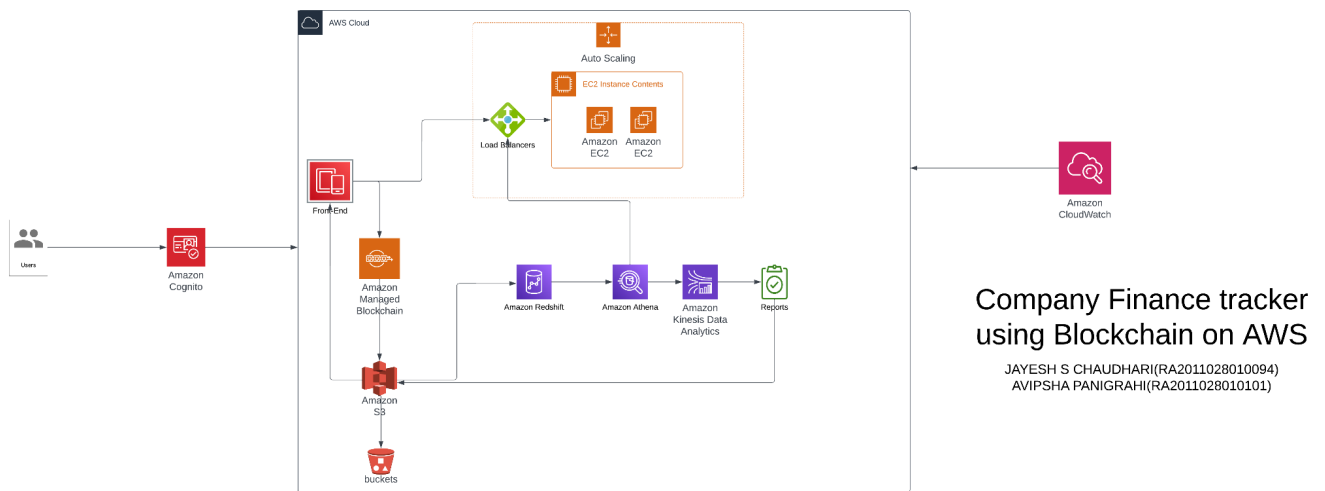 AWS Cloud
Auto Scaling
EC2 Instance Contents
Load Balancers
Amazon
EC2
Amazon
EC2
Front-End
Amazon
CloudWatch
Users
Amazon
Cognito
Amazon
Managed
Blockchain
Amazon Redshift
Amazon Athena
Amazon
Kinesis Data
Analytics
Reports
Company Finance tracker
using Blockchain on AWS
JAYESH S CHAUDHARI(RA2011028010094)
AVIPSHA PANIGRAHI(RA2011028010101)
Amazon
S3
buckets